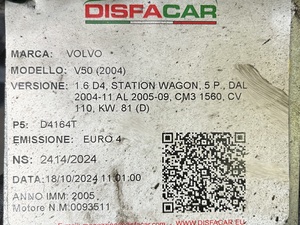 DISFACAR
MARCA: VOLVO
MODELLO: V50 (2004)
VERSIONE: 1.6 D4, STATION WAGON, 5 P., DAL
2004-11 AL 2005-09, CM3 1560, CV
110, KW. 81 (D)
P5: D4164T
EMISSIONE: EURO 4
NS: 2414/2024
DATA:18/10/2024 11:01:00
ANNO IMM: 2005
Motore N.M:0093511
WWW.DISFACAR.EU